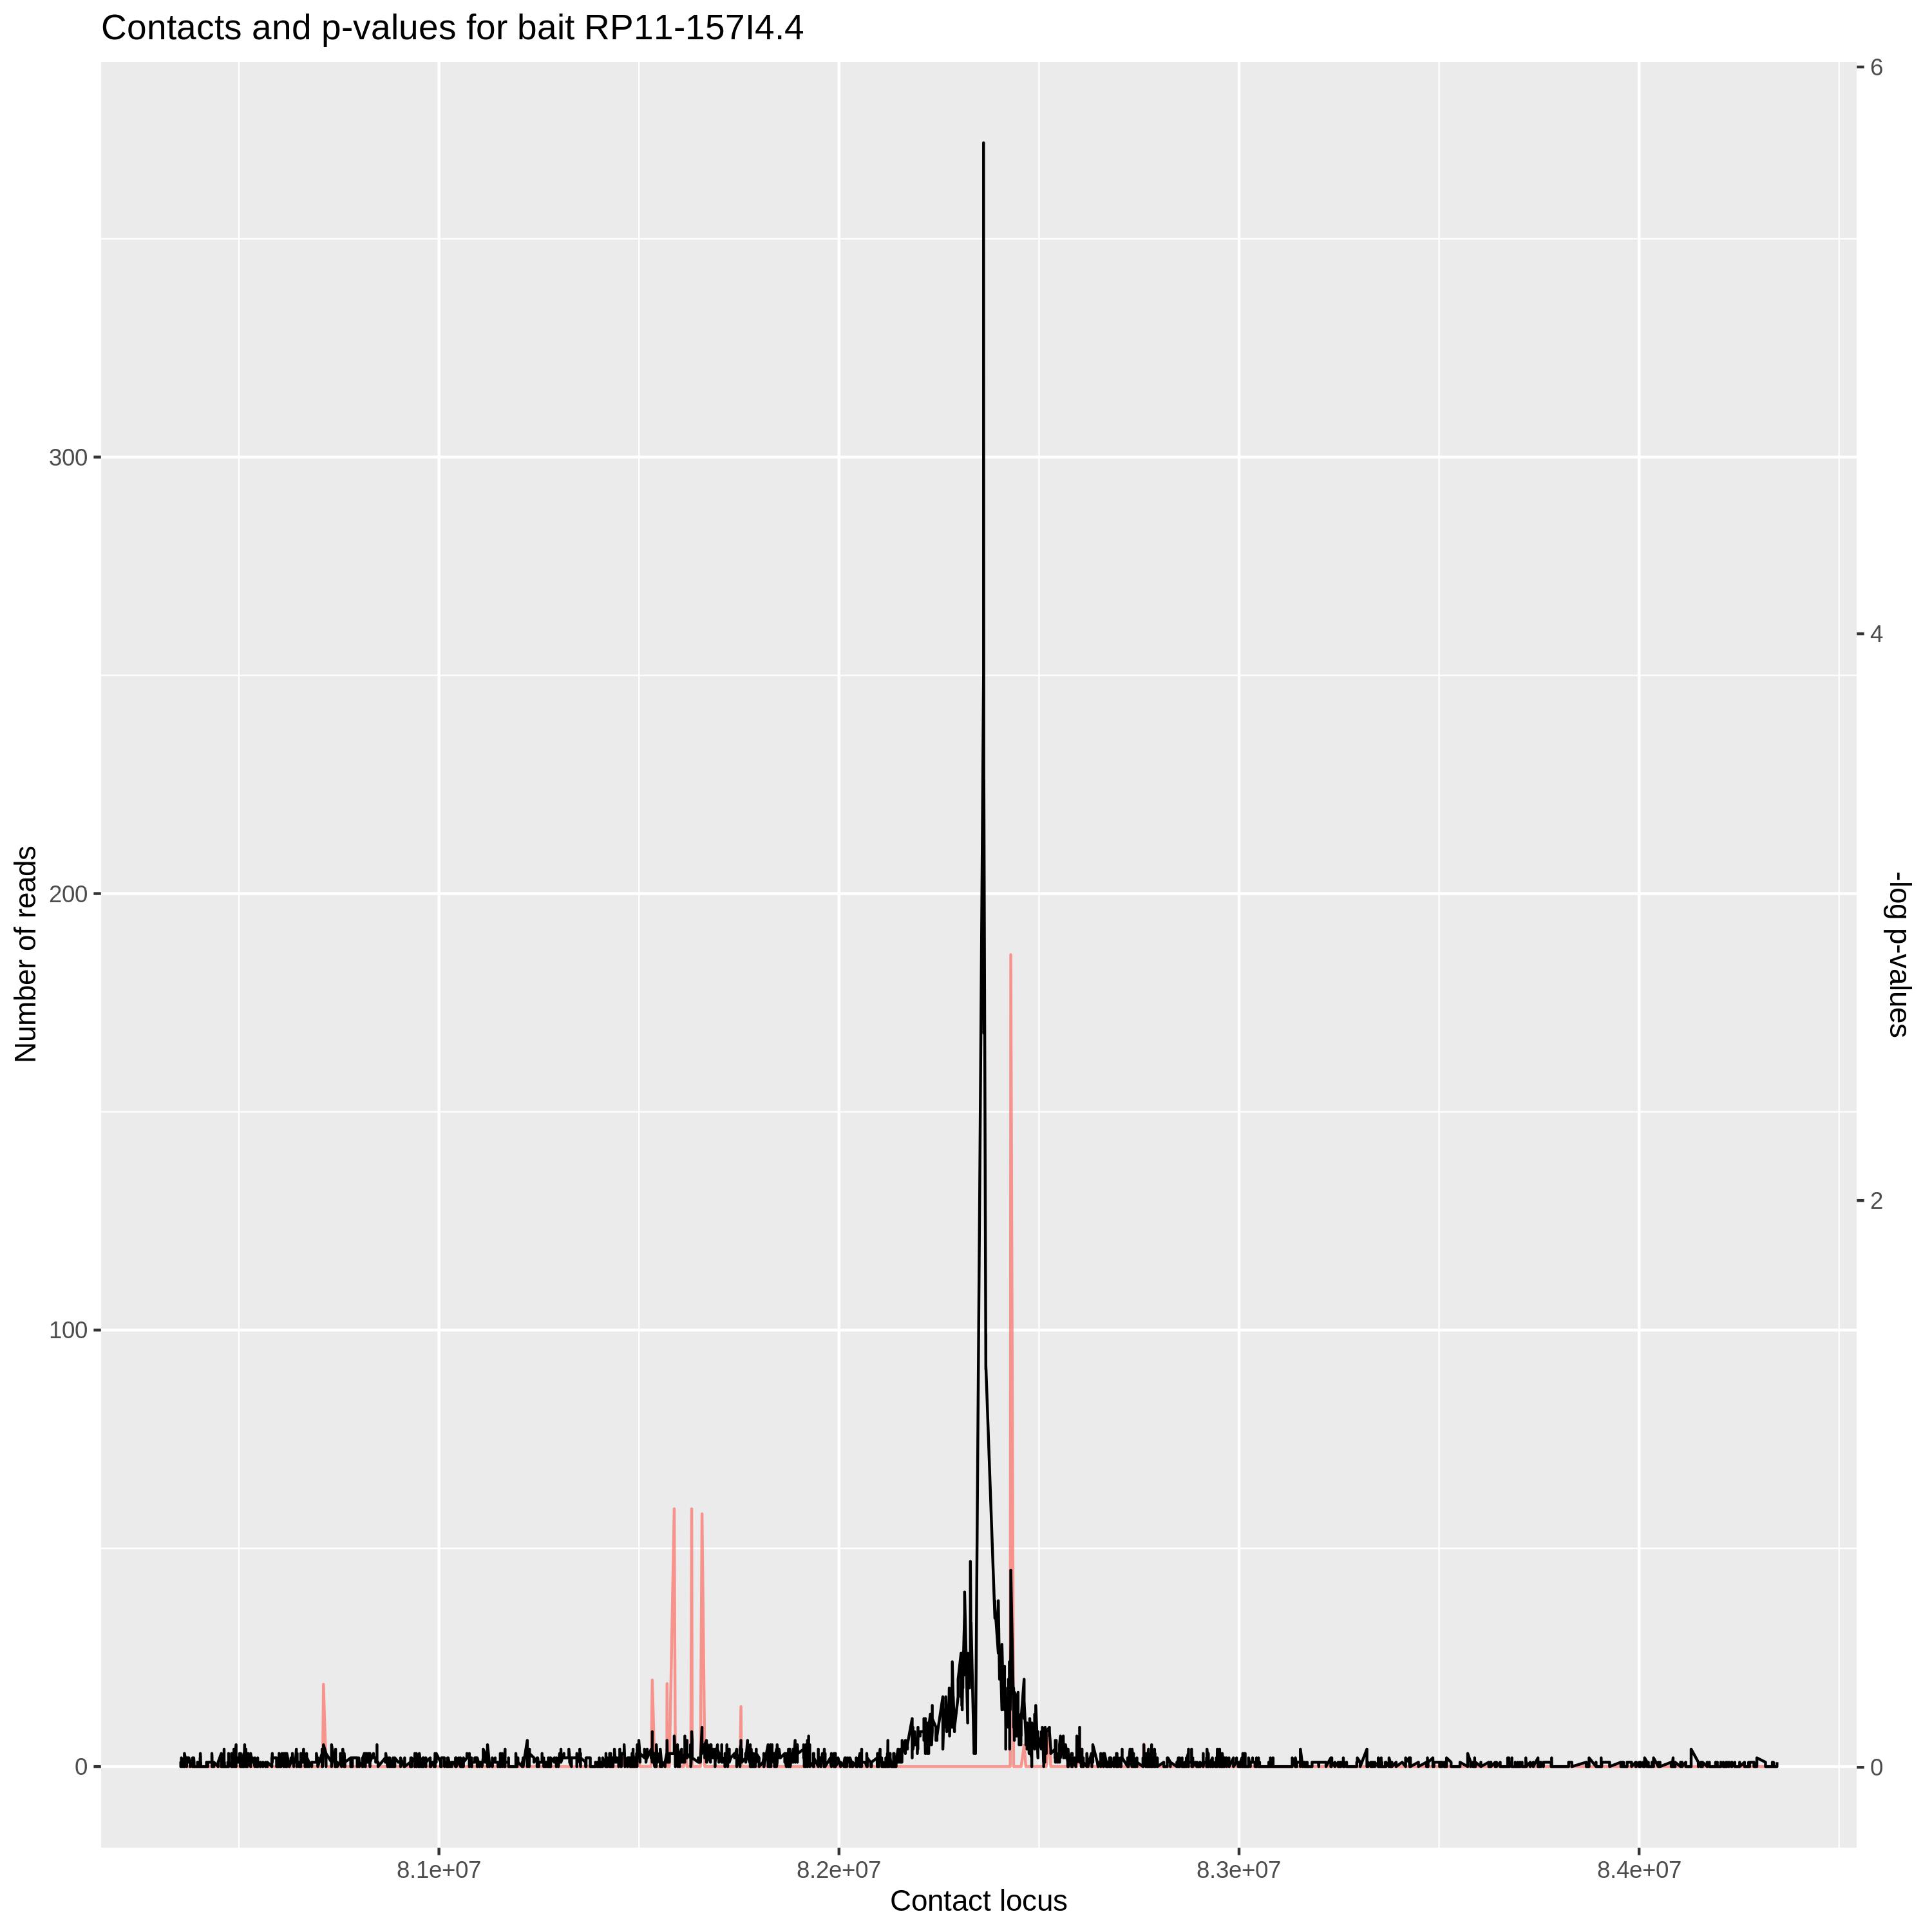 Contacts and p-values for bait RP11-157I4.4
6
300
4
200
2
100
0
0
Number of reads
-log p-values
8.1e+07
8.2e+07
8.3e+07
8.4e+07
Contact locus